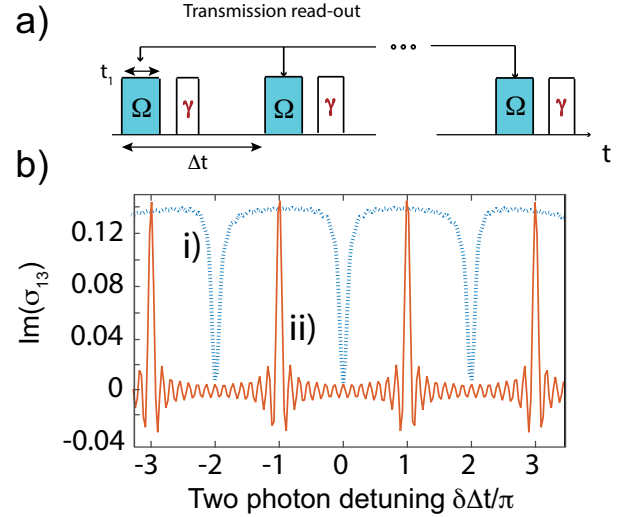 a)
Transmission read-out
t1
Ω γ Ω γ Ω γ
Δt
t
b)
Im(σ13)
0.12
0.08
0.04
0
-0.04
i)
ii)
-3 -2 -1 0 1 2 3
Two photon detuning δΔt/π